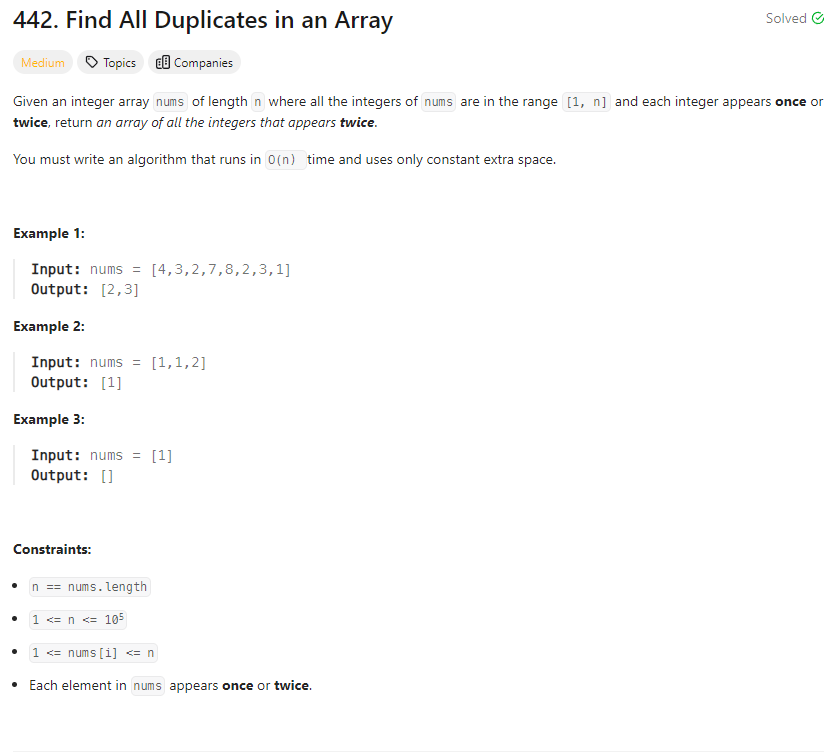 442. Find All Duplicates in an Array
Solved
Medium Topics Companies
Given an integer array nums of length n where all the integers of nums are in the range [1, n] and each integer appears once or
twice, return an array of all the integers that appears twice.
You must write an algorithm that runs in O(n) time and uses only constant extra space.
Example 1:
Input: nums = [4,3,2,7,8,2,3,1]
Output: [2,3]
Example 2:
Input: nums = [1,1,2]
Output: [1]
Example 3:
Input: nums = [1]
Output: []
Constraints:
• n == nums.length
• 1 <= n <= 10⁵
• 1 <= nums[i] <= n
• Each element in nums appears once or twice.